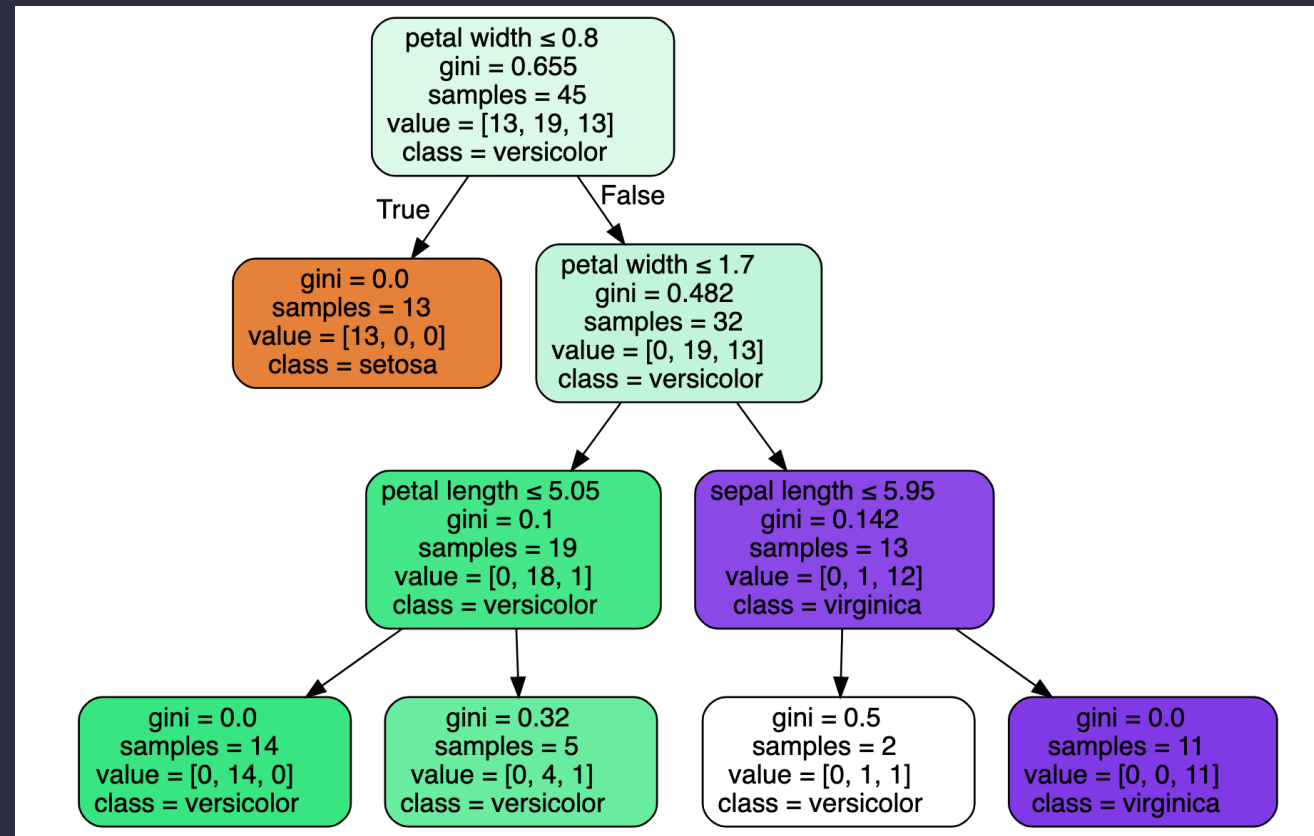 petal width ≤ 0.8
gini = 0.655
samples = 45
value = [13, 19, 13]
class = versicolor
True
False
gini = 0.0
samples = 13
value = [13, 0, 0]
class = setosa
petal width ≤ 1.7
gini = 0.482
samples = 32
value = [0, 19, 13]
class = versicolor
petal length ≤ 5.05
gini = 0.1
samples = 19
value = [0, 18, 1]
class = versicolor
sepal length ≤ 5.95
gini = 0.142
samples = 13
value = [0, 1, 12]
class = virginica
gini = 0.0
samples = 14
value = [0, 14, 0]
class = versicolor
gini = 0.32
samples = 5
value = [0, 4, 1]
class = versicolor
gini = 0.5
samples = 2
value = [0, 1, 1]
class = versicolor
gini = 0.0
samples = 11
value = [0, 0, 11]
class = virginica